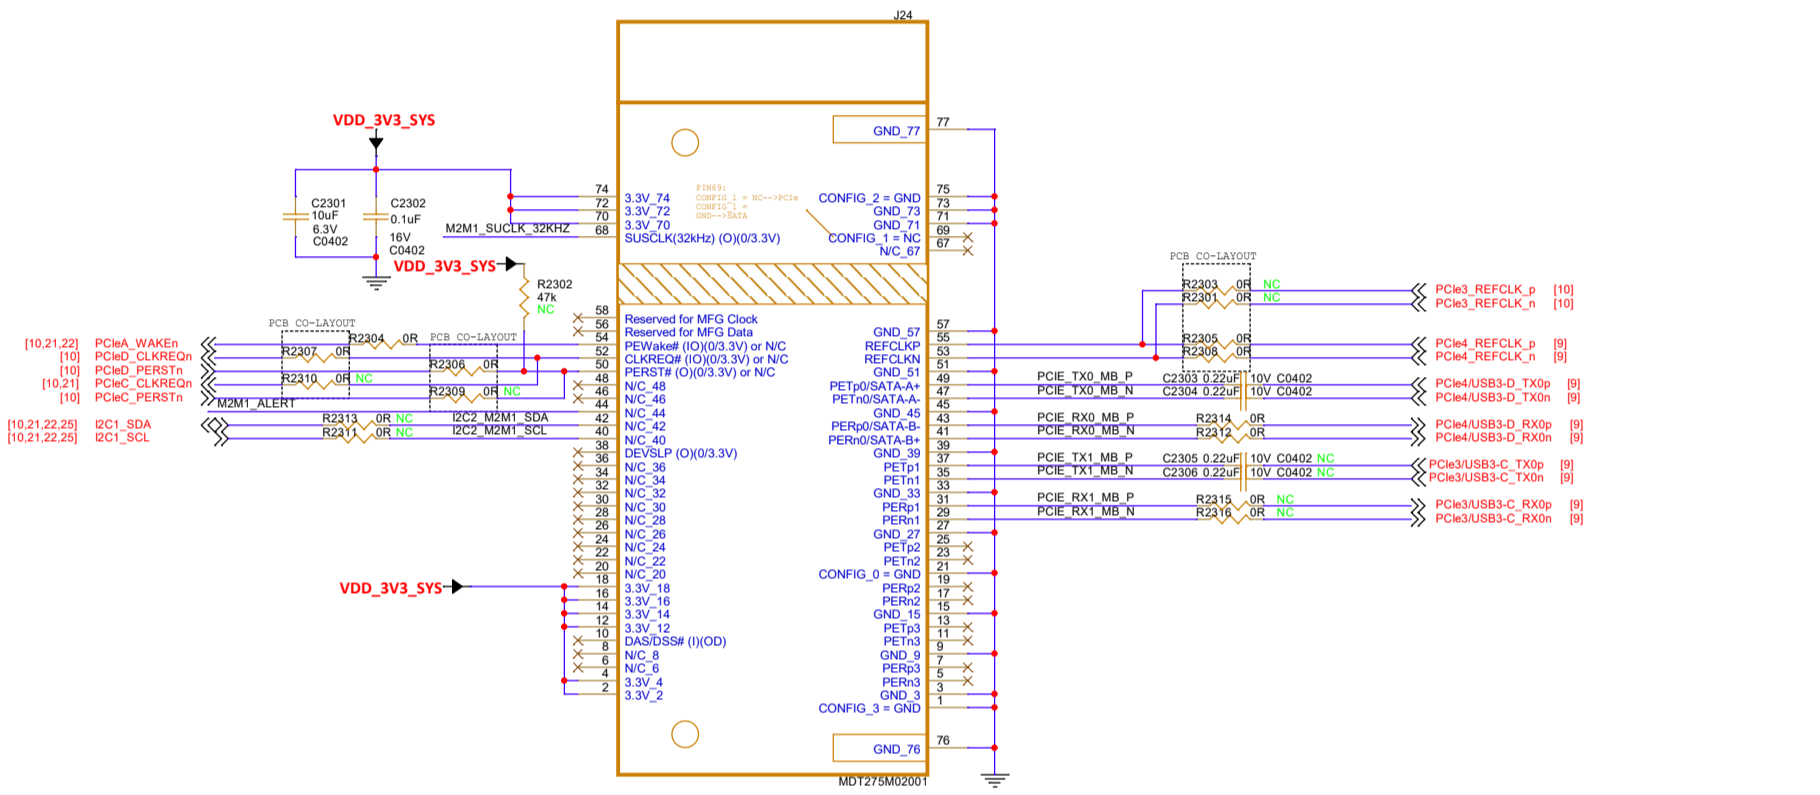 J24
VDD_3V3_SYS
C2301
10uF
6.3V
C0402
C2302
0.1uF
16V
C0402
M2M1_SUCLK_32KHZ
VDD_3V3_SYS
R2302
47k
NC
PCB CO-LAYOUT
PCB CO-LAYOUT
[10,21,22] PCIeA_WAKEn R2304 0R
[10] PCIeD_CLKREQn R2307 0R
[10] PCIeD_PERSTn R2306 0R
[10,21] PCIeC_CLKREQn R2310 0R NC
[10] PCIeC_PERSTn R2309 0R NC
M2M1_ALERT
[10,21,22,25] I2C1_SDA R2313 0R NC I2C2_M2M1_SDA
[10,21,22,25] I2C1_SCL R2311 0R NC I2C2_M2M1_SCL
VDD_3V3_SYS
PIN69:
CONFIG_1 = NC-->PCIe
CONFIG_1 =
GND-->SATA
74 3.3V_74
72 3.3V_72
70 3.3V_70
68 SUSCLK(32kHz) (O)(0/3.3V)
58 Reserved for MFG Clock
56 Reserved for MFG Data
54 PEWake# (IO)(0/3.3V) or N/C
52 CLKREQ# (IO)(0/3.3V) or N/C
50 PERST# (O)(0/3.3V) or N/C
48 N/C_48
46 N/C_46
44 N/C_44
42 N/C_42
40 N/C_40
38 DEVSLP (O)(0/3.3V)
36 N/C_36
34 N/C_34
32 N/C_32
30 N/C_30
28 N/C_28
26 N/C_26
24 N/C_24
22 N/C_22
20 N/C_20
18 3.3V_18
16 3.3V_16
14 3.3V_14
12 3.3V_12
10 DAS/DSS# (I)(OD)
8 N/C_8
6 N/C_6
4 3.3V_4
2 3.3V_2
GND_77 77
CONFIG_2 = GND 75
GND_73 73
GND_71 71
CONFIG_1 = NC 69
N/C_67 67
GND_57 57
REFCLKP 55
REFCLKN 53
GND_51 51
PETp0/SATA-A+ 49
PETn0/SATA-A- 47
GND_45 45
PERp0/SATA-B- 43
PERn0/SATA-B+ 41
GND_39 39
PETp1 37
PETn1 35
GND_33 33
PERp1 31
PERn1 29
GND_27 27
PETp2 25
PETn2 23
CONFIG_0 = GND 21
PERp2 19
PERn2 17
GND_15 15
PETp3 13
PETn3 11
GND_9 9
PERp3 7
PERn3 5
GND_3 3
CONFIG_3 = GND 1
GND_76 76
MDT275M02001
PCB CO-LAYOUT
R2303 0R NC PCIe3_REFCLK_p [10]
R2301 0R NC PCIe3_REFCLK_n [10]
R2305 0R PCIe4_REFCLK_p [9]
R2308 0R PCIe4_REFCLK_n [9]
PCIE_TX0_MB_P C2303 0.22uF 10V C0402 PCIe4/USB3-D_TX0p [9]
PCIE_TX0_MB_N C2304 0.22uF 10V C0402 PCIe4/USB3-D_TX0n [9]
PCIE_RX0_MB_P R2314 0R PCIe4/USB3-D_RX0p [9]
PCIE_RX0_MB_N R2312 0R PCIe4/USB3-D_RX0n [9]
PCIE_TX1_MB_P C2305 0.22uF 10V C0402 NC PCIe3/USB3-C_TX0p [9]
PCIE_TX1_MB_N C2306 0.22uF 10V C0402 NC PCIe3/USB3-C_TX0n [9]
PCIE_RX1_MB_P R2315 0R NC PCIe3/USB3-C_RX0p [9]
PCIE_RX1_MB_N R2316 0R NC PCIe3/USB3-C_RX0n [9]